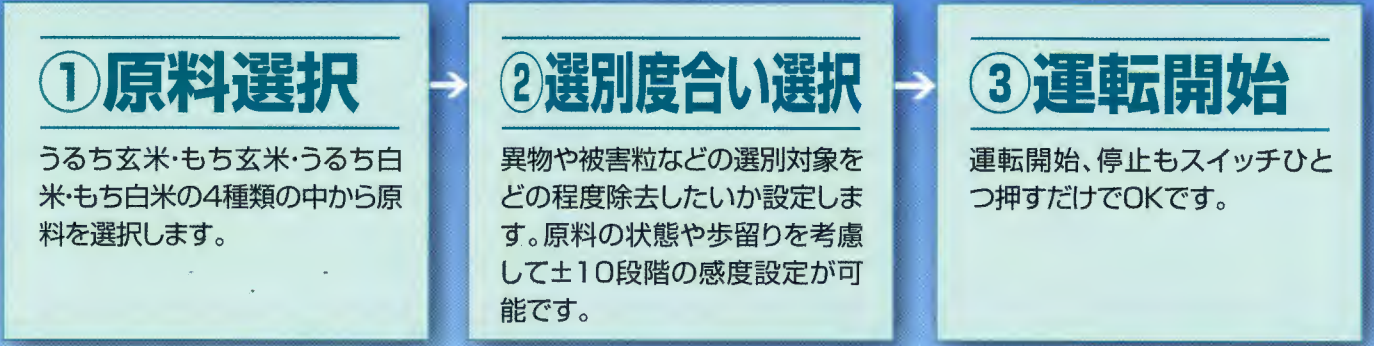 ①原料選択
うるち玄米・もち玄米・うるち白
米・もち白米の4種類の中から原
料を選択します。
→
②選別度合い選択
異物や被害粒などの選別対象を
どの程度除去したいか設定しま
す。原料の状態や歩留りを考慮
して±10段階の感度設定が可
能です。
→
③運転開始
運転開始、停止もスイッチひと
つ押すだけでOKです。